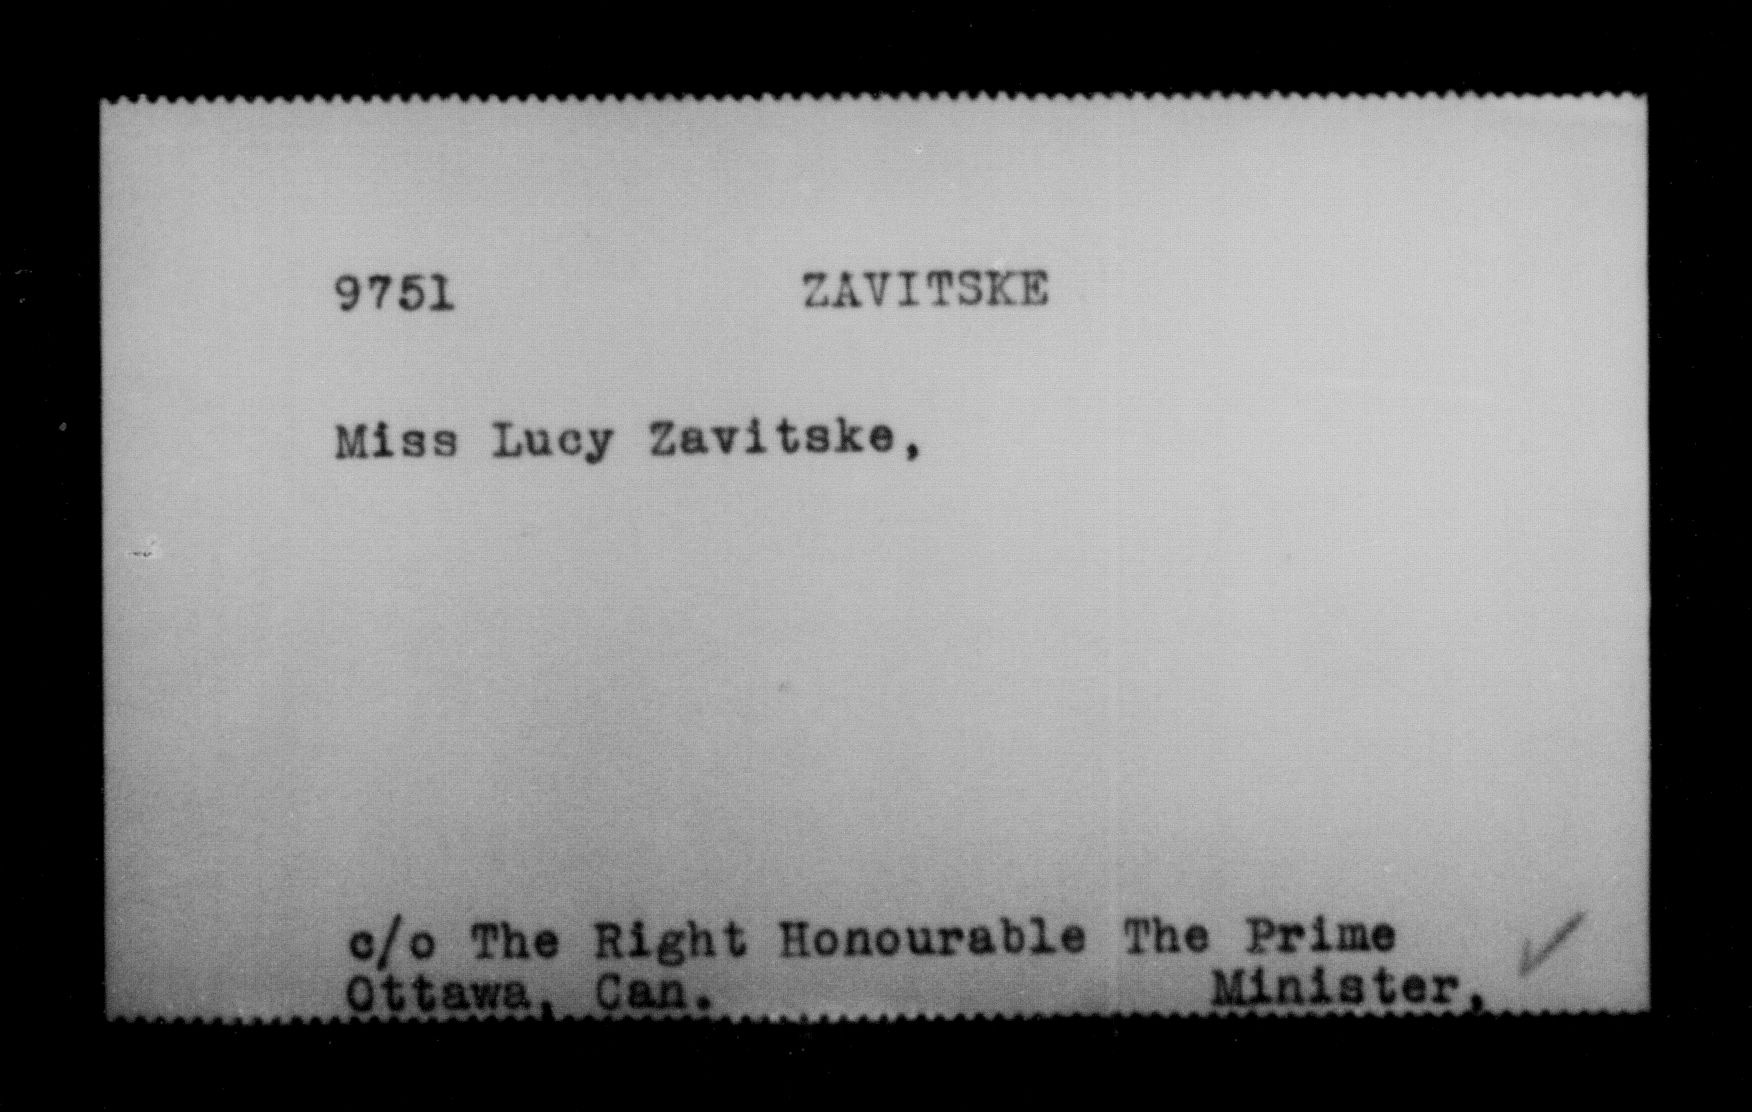 9751 ZAVITSKE
Miss Lucy Zavitske,
c/o The Right Honourable The Prime
Ottawa, Can. Minister,